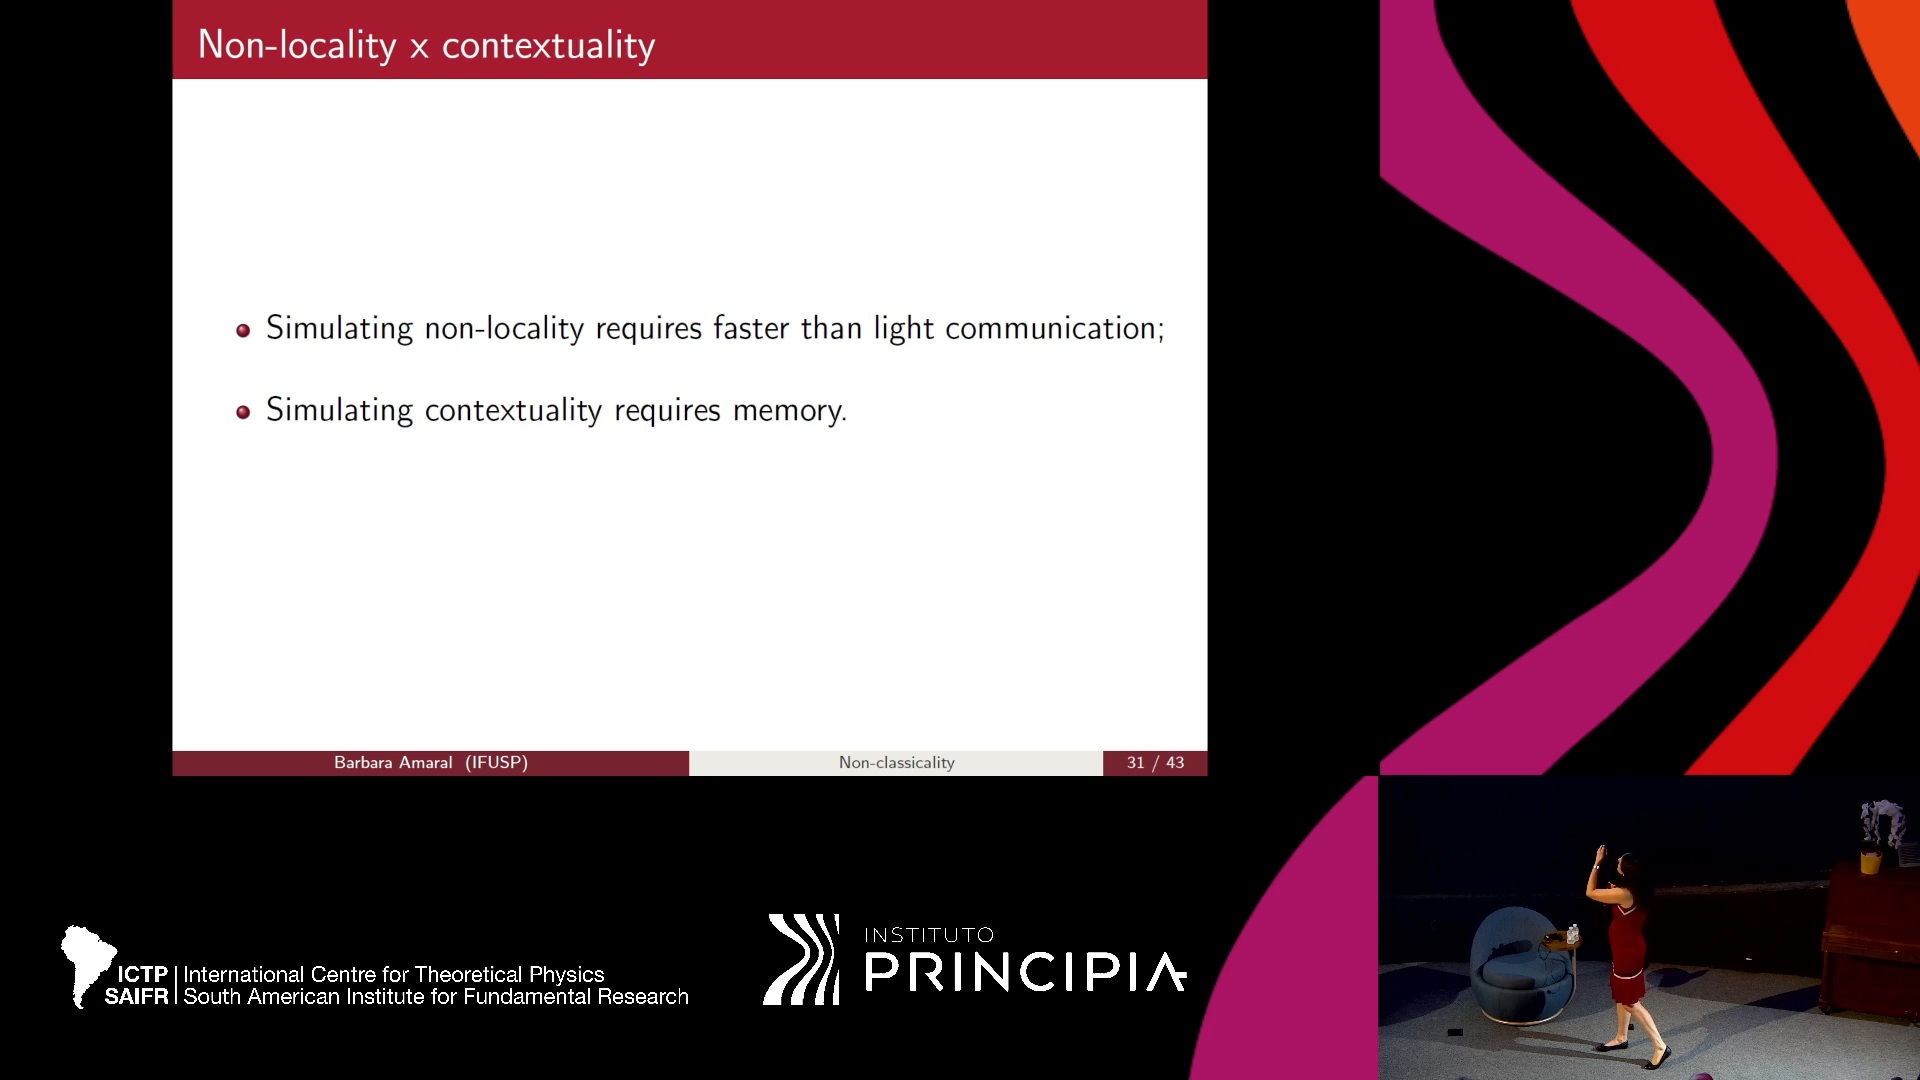 Non-locality x contextuality
Simulating non-locality requires faster than light communication;
Simulating contextuality requires memory.
Barbara Amaral (IFUSP)
Non-classicality
31 / 43
ICTP
SAIFR
International Centre for Theoretical Physics
South American Institute for Fundamental Research
INSTITUTO
PRINCIPIA